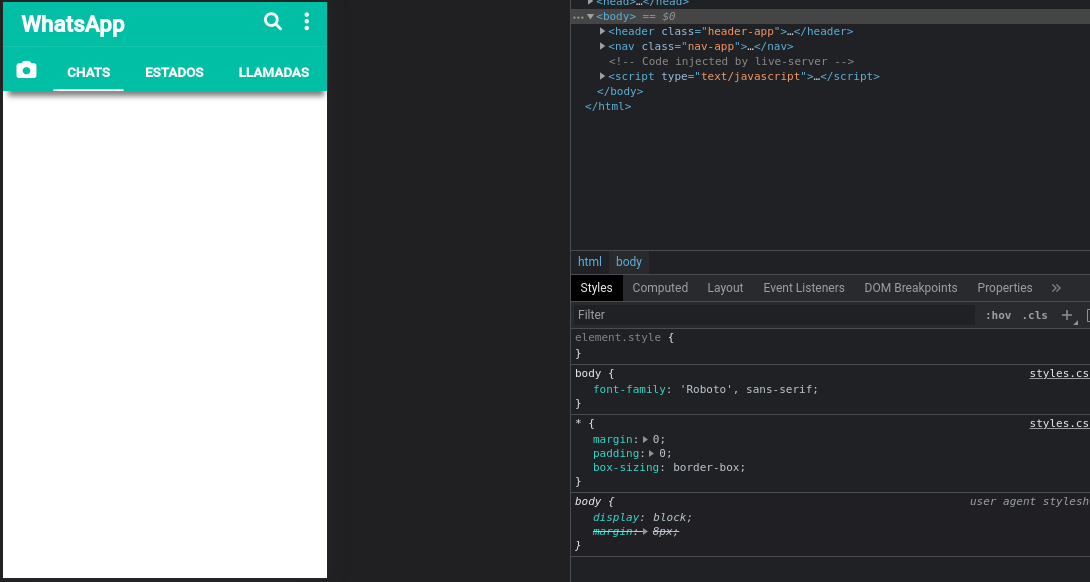 WhatsApp
CHATS ESTADOS LLAMADAS
<head>…</head>
<body> == $0
<header class="header-app">…</header>
<nav class="nav-app">…</nav>
<!-- Code injected by live-server -->
<script type="text/javascript">…</script>
</body>
</html>
html body
Styles Computed Layout Event Listeners DOM Breakpoints Properties »
Filter :hov .cls +
element.style {
}
body { styles.cs
font-family: 'Roboto', sans-serif;
}
* { styles.cs
margin: 0;
padding: 0;
box-sizing: border-box;
}
body { user agent stylesh
display: block;
margin: 8px;
}